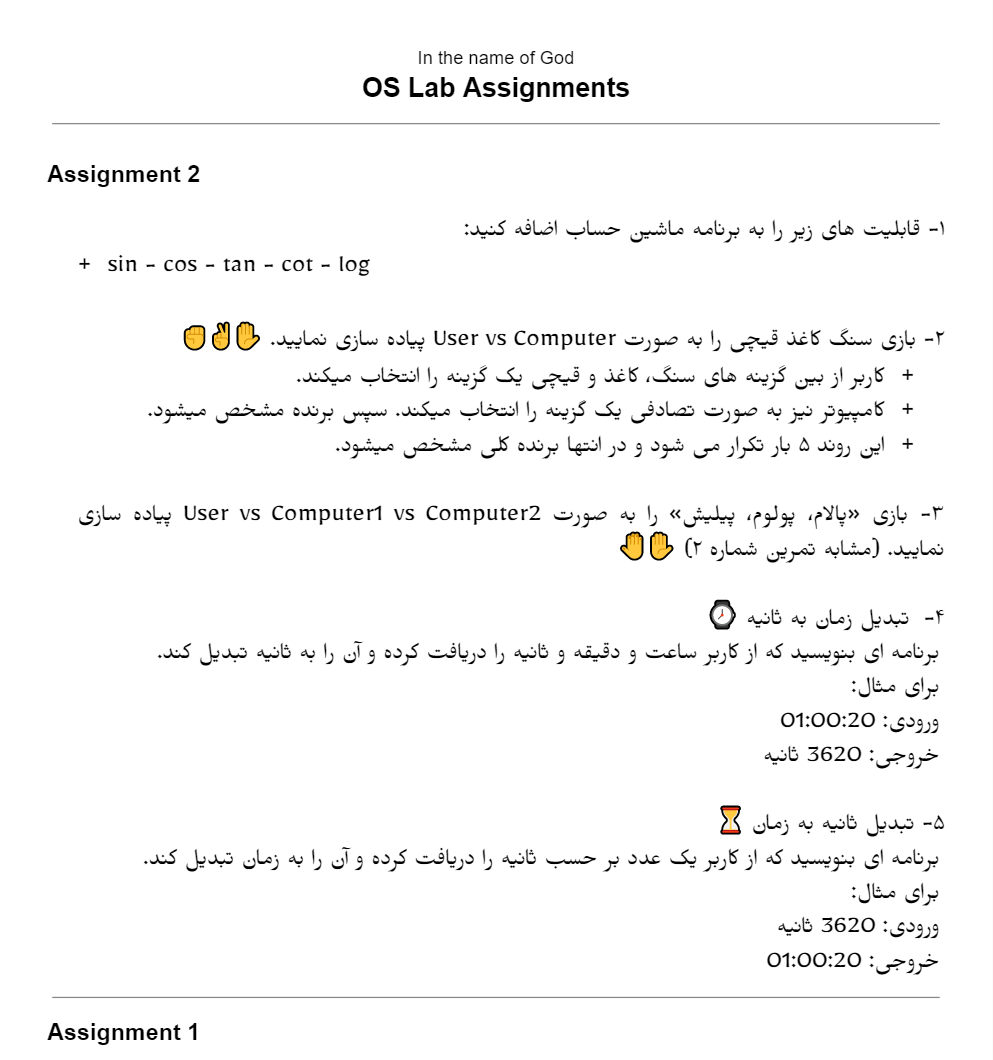 In the name of God
OS Lab Assignments
Assignment 2
۱- قابلیت های زیر را به برنامه ماشین حساب اضافه کنید:
+ sin - cos - tan - cot - log
۲- بازی سنگ کاغذ قیچی را به صورت User vs Computer پیاده سازی نمایید. ✊✌️✋
+ کاربر از بین گزینه های سنگ، کاغذ و قیچی یک گزینه را انتخاب میکند.
+ کامپیوتر نیز به صورت تصادفی یک گزینه را انتخاب میکند. سپس برنده مشخص میشود.
+ این روند ۵ بار تکرار می شود و در انتها برنده کلی مشخص میشود.
۳- بازی «پالام، پولوم، پیلیش» را به صورت User vs Computer1 vs Computer2 پیاده سازی
نمایید. (مشابه تمرین شماره ۲) ✋🤚
۴- تبدیل زمان به ثانیه ⌚
برنامه ای بنویسید که از کاربر ساعت و دقیقه و ثانیه را دریافت کرده و آن را به ثانیه تبدیل کند.
برای مثال:
ورودی: 01:00:20
خروجی: 3620 ثانیه
۵- تبدیل ثانیه به زمان ⌛
برنامه ای بنویسید که از کاربر یک عدد بر حسب ثانیه را دریافت کرده و آن را به زمان تبدیل کند.
برای مثال:
ورودی: 3620 ثانیه
خروجی: 01:00:20
Assignment 1